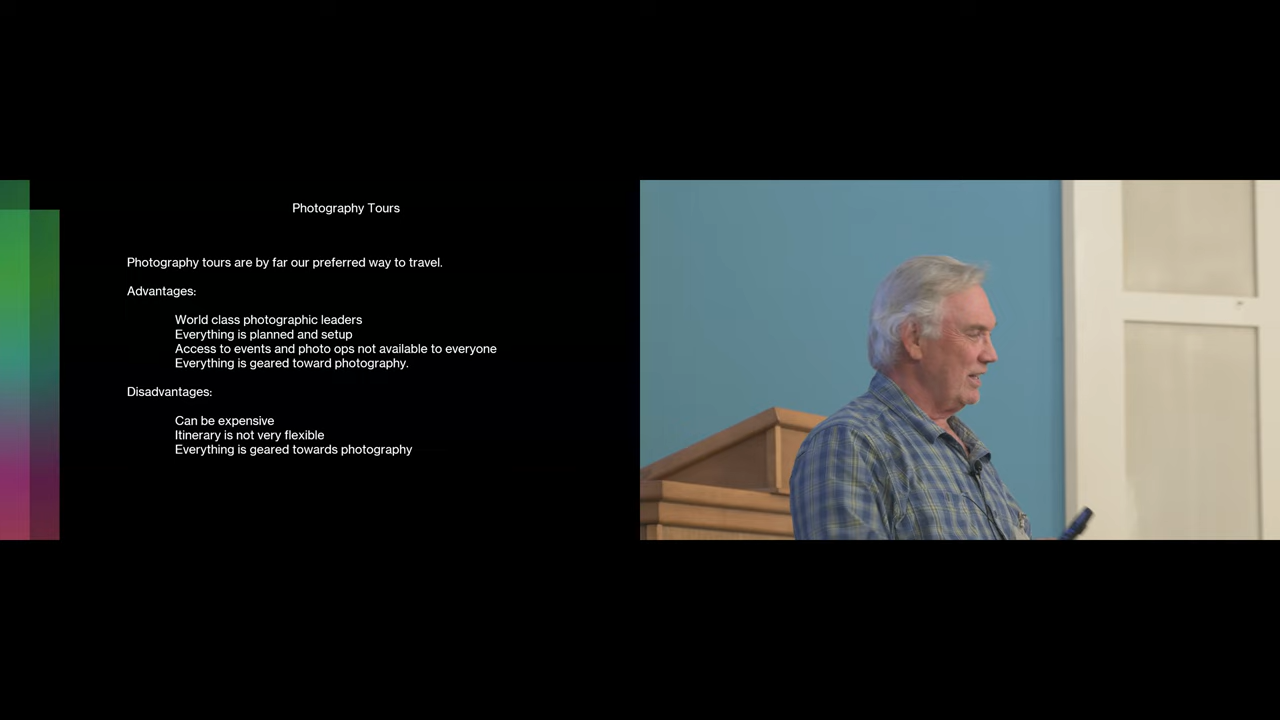 Photography Tours
Photography tours are by far our preferred way to travel.
Advantages:
World class photographic leaders
Everything is planned and setup
Access to events and photo ops not available to everyone
Everything is geared toward photography.
Disadvantages:
Can be expensive
Itinerary is not very flexible
Everything is geared towards photography